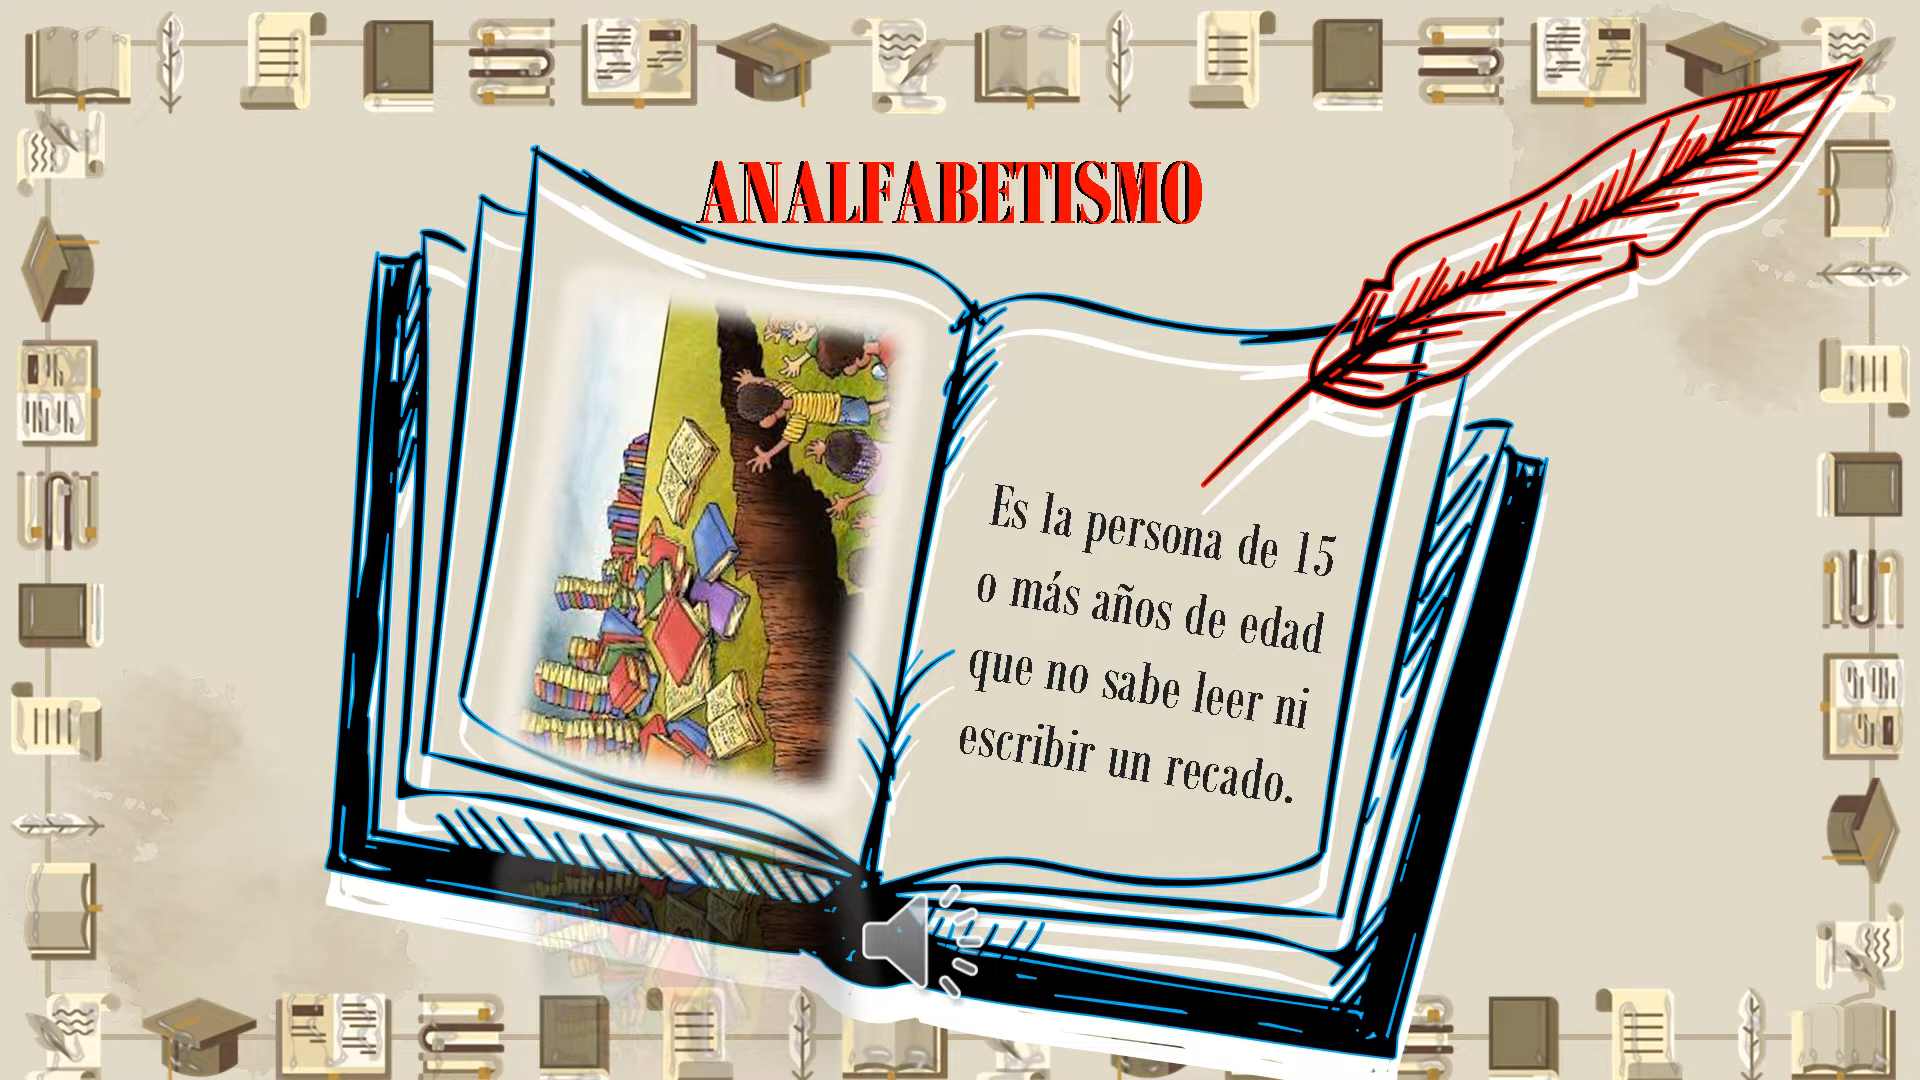 ANALFABETISMO
Es la persona de 15
o más años de edad
que no sabe leer ni
escribir un recado.